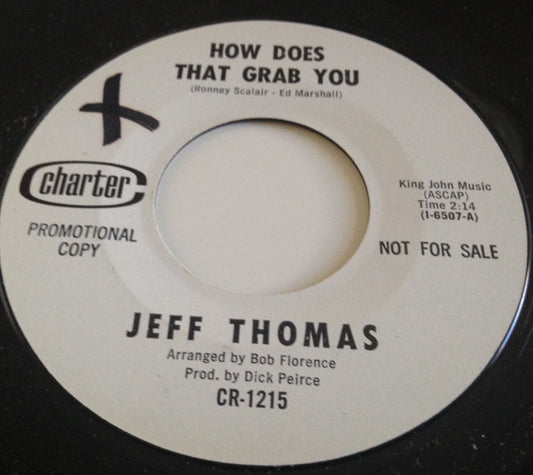 HOW DOES
THAT GRAB YOU
(Ronney Scalair - Ed Marshall)
charter
PROMOTIONAL
COPY
King John Music
(ASCAP)
Time 2:14
(I-6507-A)
NOT FOR SALE
JEFF THOMAS
Arranged by Bob Florence
Prod. by Dick Peirce
CR-1215